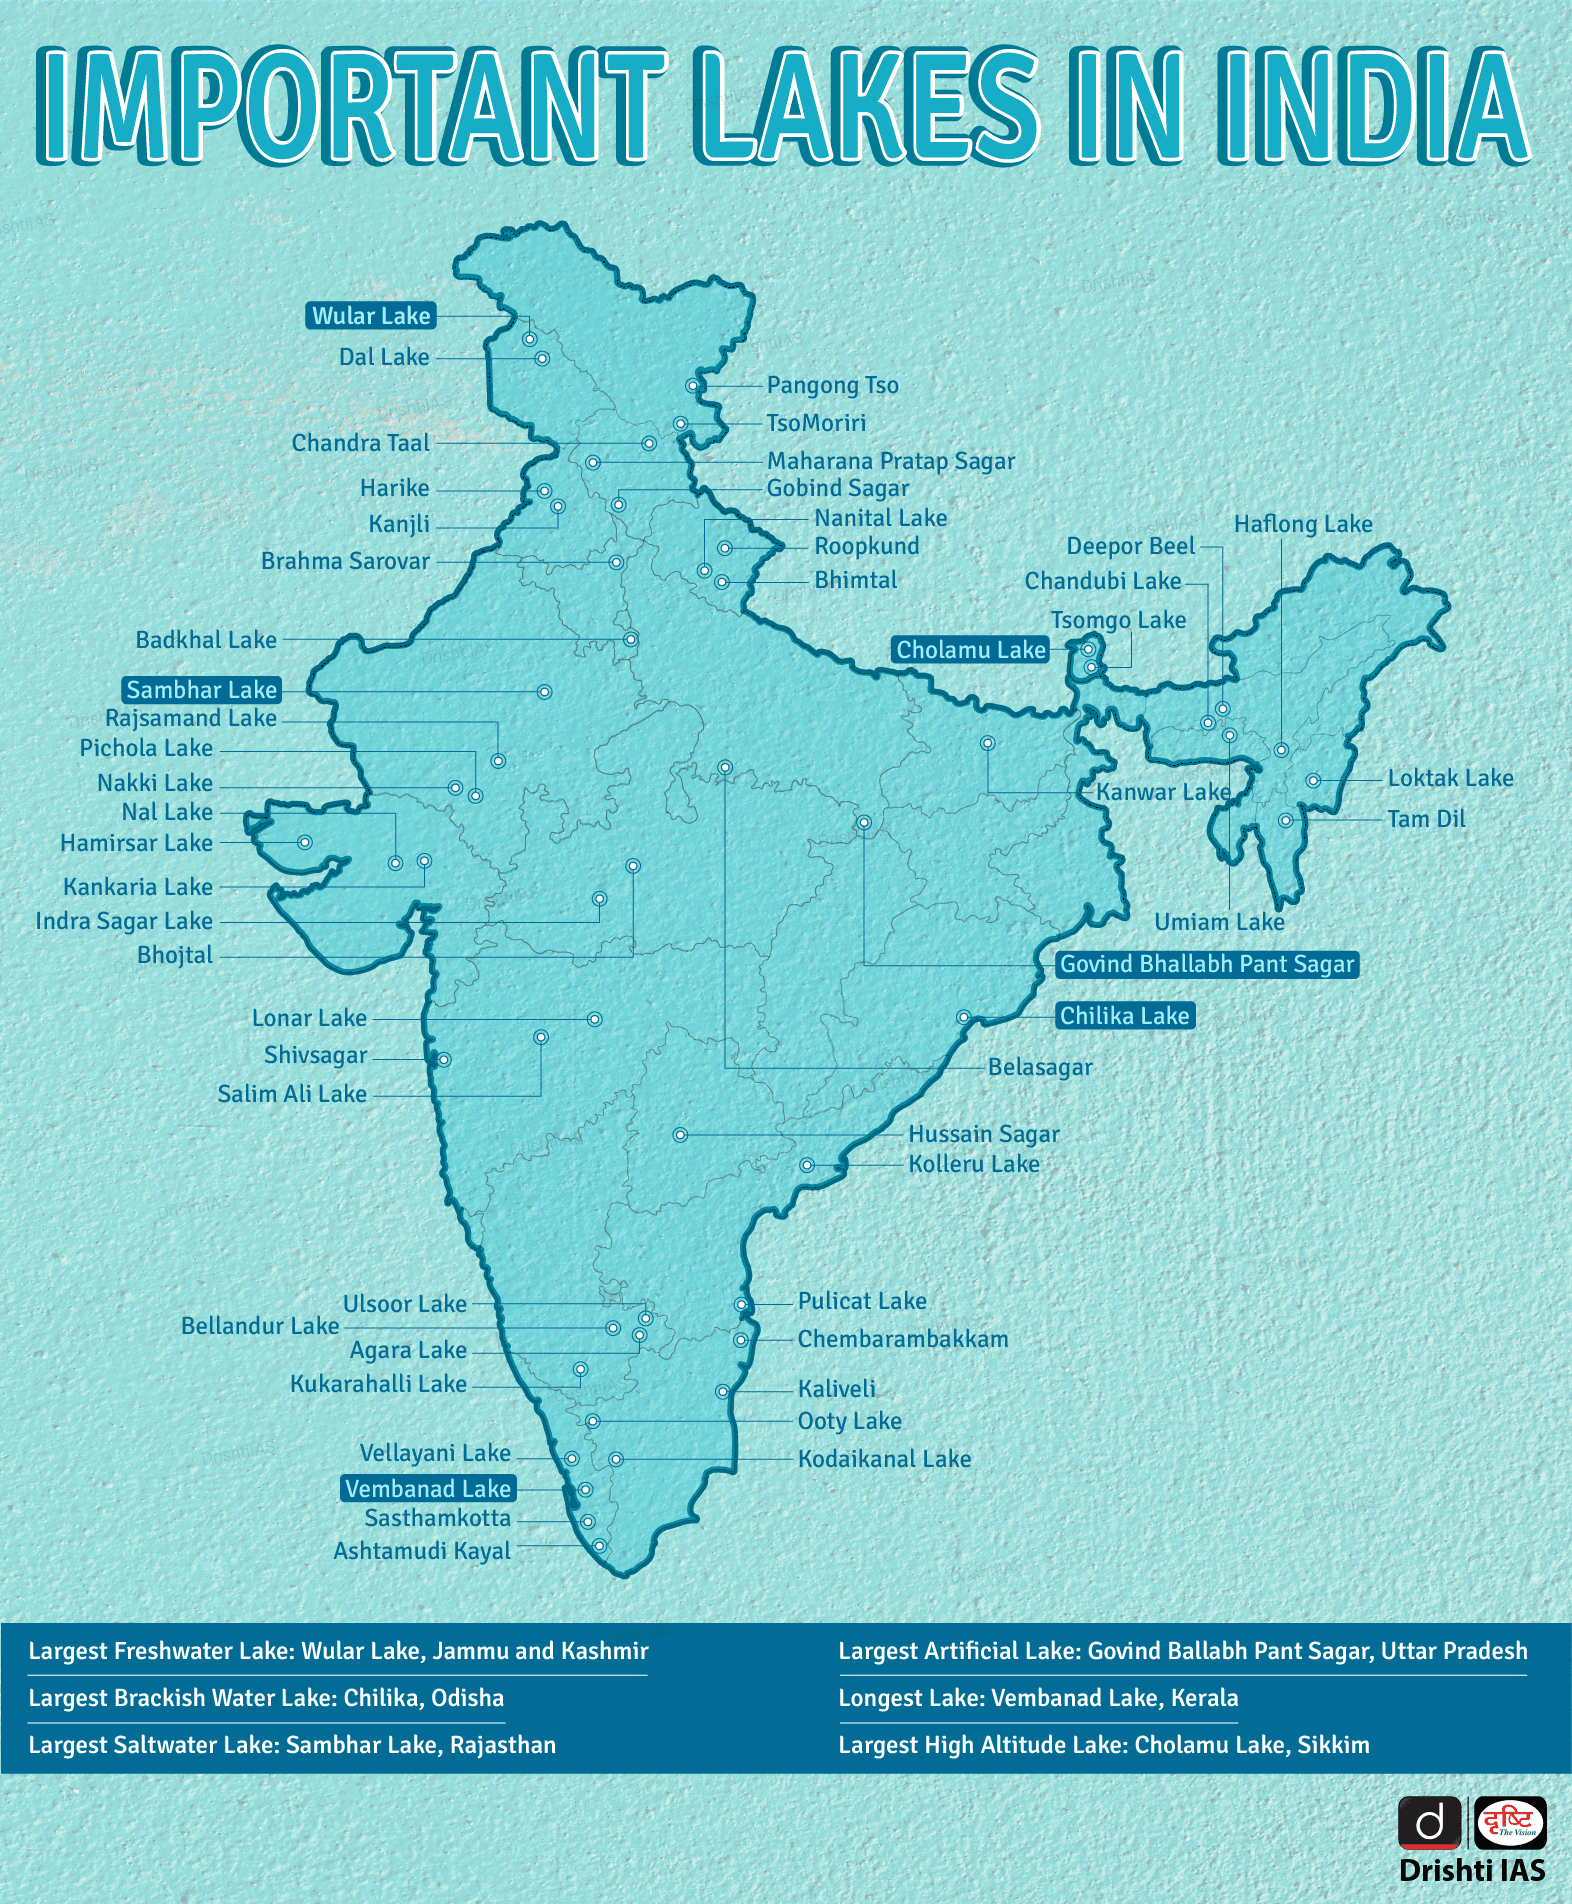 IMPORTANT LAKES IN INDIA
Wular Lake
Dal Lake
Pangong Tso
TsoMoriri
Chandra Taal
Maharana Pratap Sagar
Harike
Gobind Sagar
Kanjli
Nanital Lake
Haflong Lake
Roopkund
Deepor Beel
Brahma Sarovar
Bhimtal
Chandubi Lake
Tsomgo Lake
Badkhal Lake
Cholamu Lake
Sambhar Lake
Rajsamand Lake
Pichola Lake
Nakki Lake
Loktak Lake
Kanwar Lake
Nal Lake
Tam Dil
Hamirsar Lake
Kankaria Lake
Indra Sagar Lake
Umiam Lake
Bhojtal
Govind Bhallabh Pant Sagar
Lonar Lake
Chilika Lake
Shivsagar
Belasagar
Salim Ali Lake
Hussain Sagar
Kolleru Lake
Ulsoor Lake
Pulicat Lake
Bellandur Lake
Chembarambakkam
Agara Lake
Kukarahalli Lake
Kaliveli
Ooty Lake
Vellayani Lake
Kodaikanal Lake
Vembanad Lake
Sasthamkotta
Ashtamudi Kayal
Largest Freshwater Lake: Wular Lake, Jammu and Kashmir
Largest Brackish Water Lake: Chilika, Odisha
Largest Saltwater Lake: Sambhar Lake, Rajasthan
Largest Artificial Lake: Govind Ballabh Pant Sagar, Uttar Pradesh
Longest Lake: Vembanad Lake, Kerala
Largest High Altitude Lake: Cholamu Lake, Sikkim
d
दृष्टि
The Vision
Drishti IAS